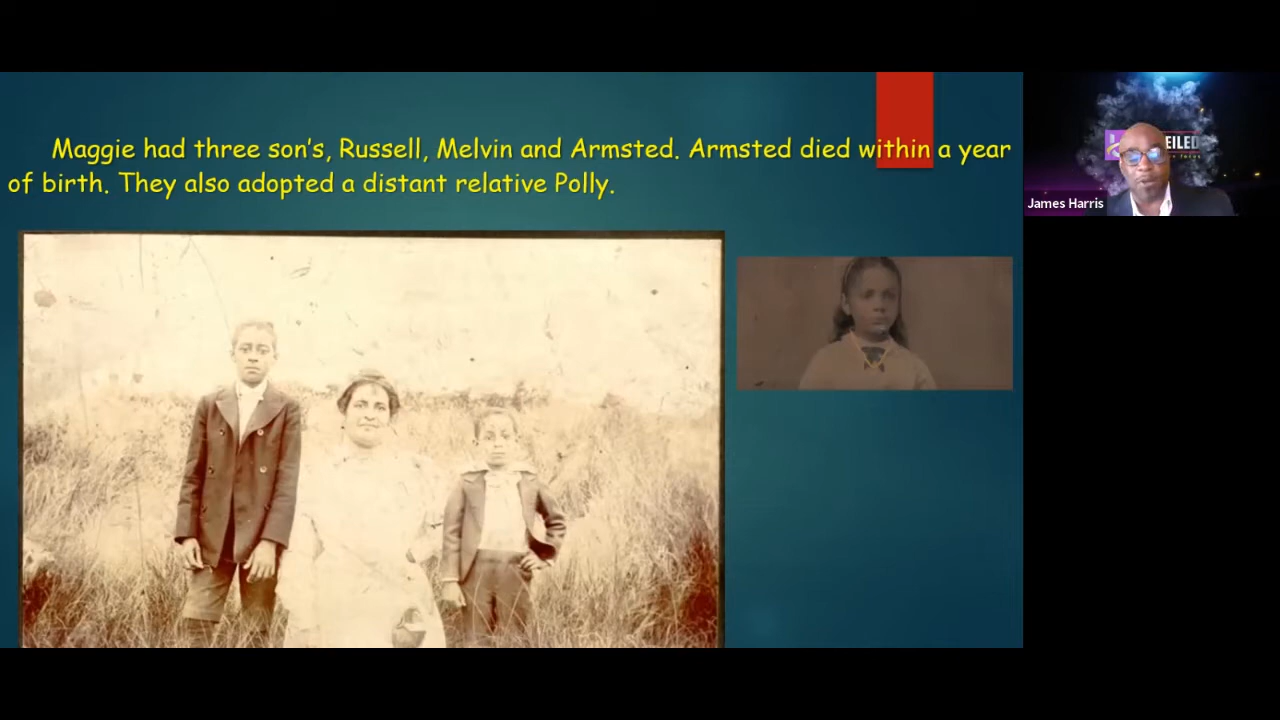 Maggie had three son's, Russell, Melvin and Armsted. Armsted died within a year
of birth. They also adopted a distant relative Polly.
EILED
James Harris